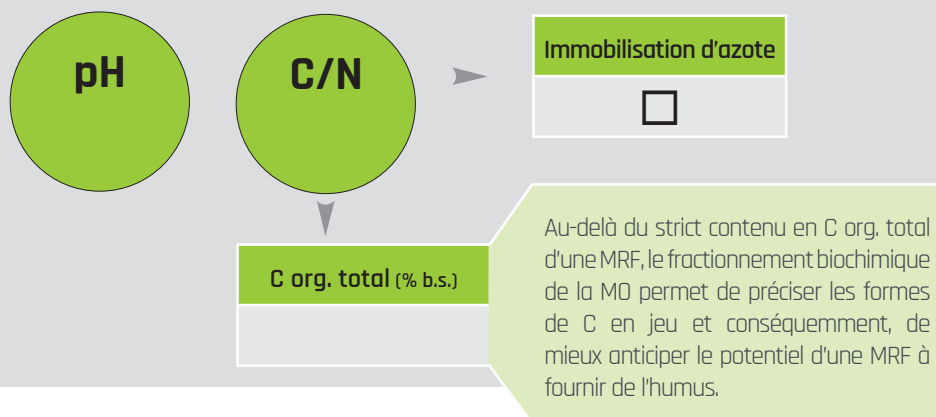 pH
C/N
Immobilisation d'azote
C org. total (% b.s.)
Au-delà du strict contenu en C org. total
d'une MRF, le fractionnement biochimique
de la MO permet de préciser les formes
de C en jeu et conséquemment, de
mieux anticiper le potentiel d'une MRF à
fournir de l'humus.